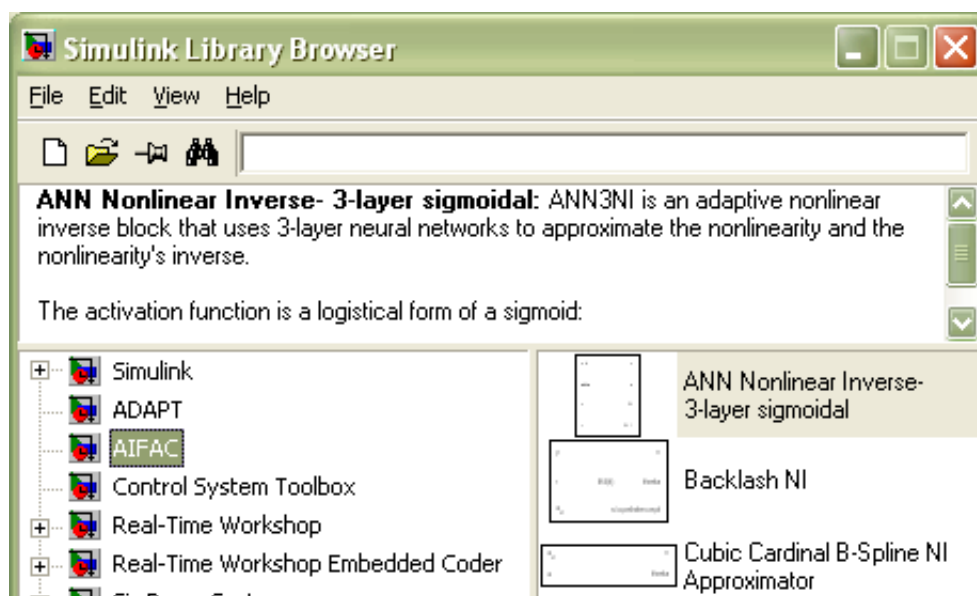 Simulink Library Browser
File Edit View Help
ANN Nonlinear Inverse- 3-layer sigmoidal: ANN3NI is an adaptive nonlinear
inverse block that uses 3-layer neural networks to approximate the nonlinearity and the
nonlinearity's inverse.
The activation function is a logistical form of a sigmoid:
Simulink
ADAPT
AIFAC
Control System Toolbox
Real-Time Workshop
Real-Time Workshop Embedded Coder
ANN Nonlinear Inverse-
3-layer sigmoidal
Backlash NI
Cubic Cardinal B-Spline NI
Approximator